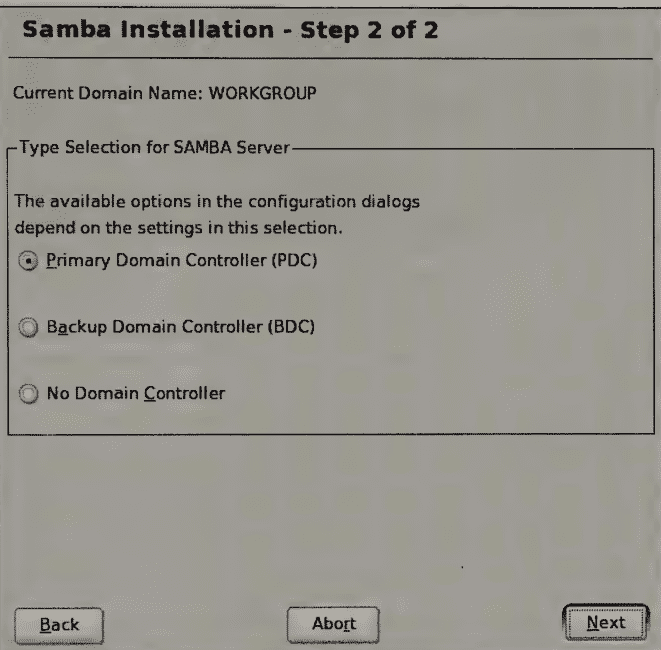 Samba Installation - Step 2 of 2
Current Domain Name: WORKGROUP
Type Selection for SAMBA Server
The available options in the configuration dialogs
depend on the settings in this selection.
Primary Domain Controller (PDC)
Backup Domain Controller (BDC)
No Domain Controller
Back
Abort
Next